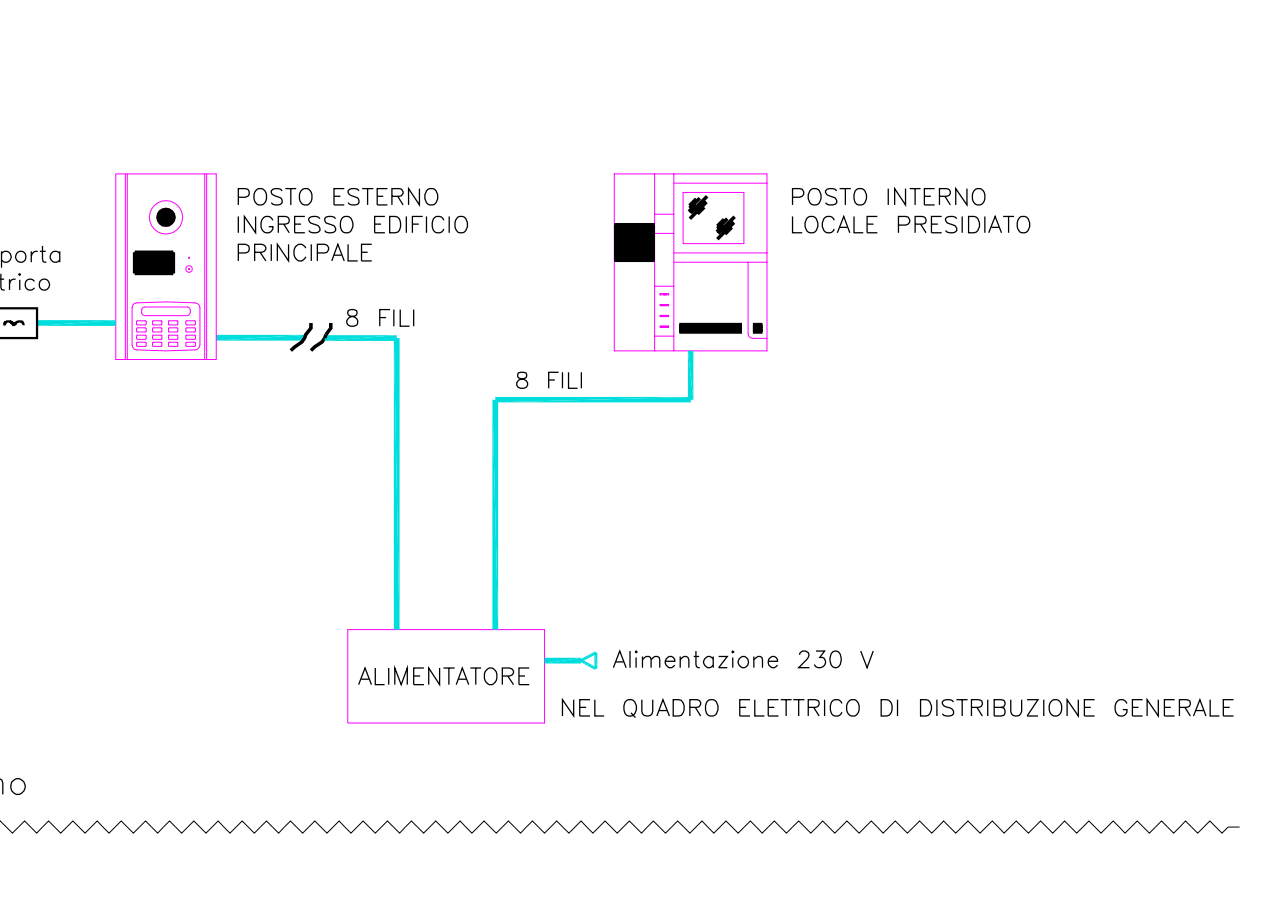 POSTO ESTERNO
INGRESSO EDIFICIO
PRINCIPALE
POSTO INTERNO
LOCALE PRESIDIATO
porta
trico
8 FILI
8 FILI
ALIMENTATORE
Alimentazione 230 V
NEL QUADRO ELETTRICO DI DISTRIBUZIONE GENERALE